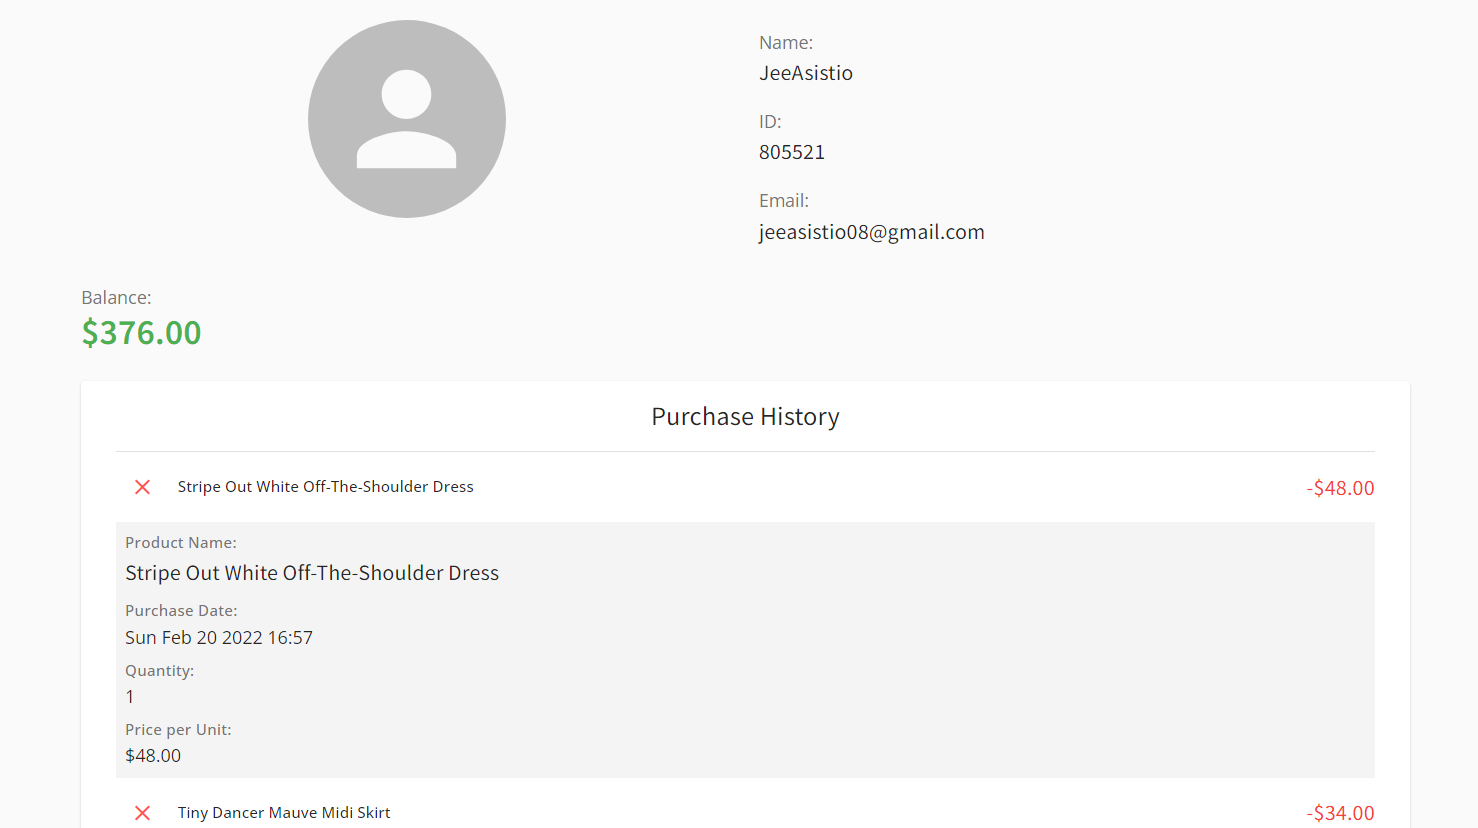 Name:
JeeAsistio
ID:
805521
Email:
jeeasistio08@gmail.com
Balance:
$376.00
Purchase History
Stripe Out White Off-The-Shoulder Dress -$48.00
Product Name:
Stripe Out White Off-The-Shoulder Dress
Purchase Date:
Sun Feb 20 2022 16:57
Quantity:
1
Price per Unit:
$48.00
Tiny Dancer Mauve Midi Skirt -$34.00